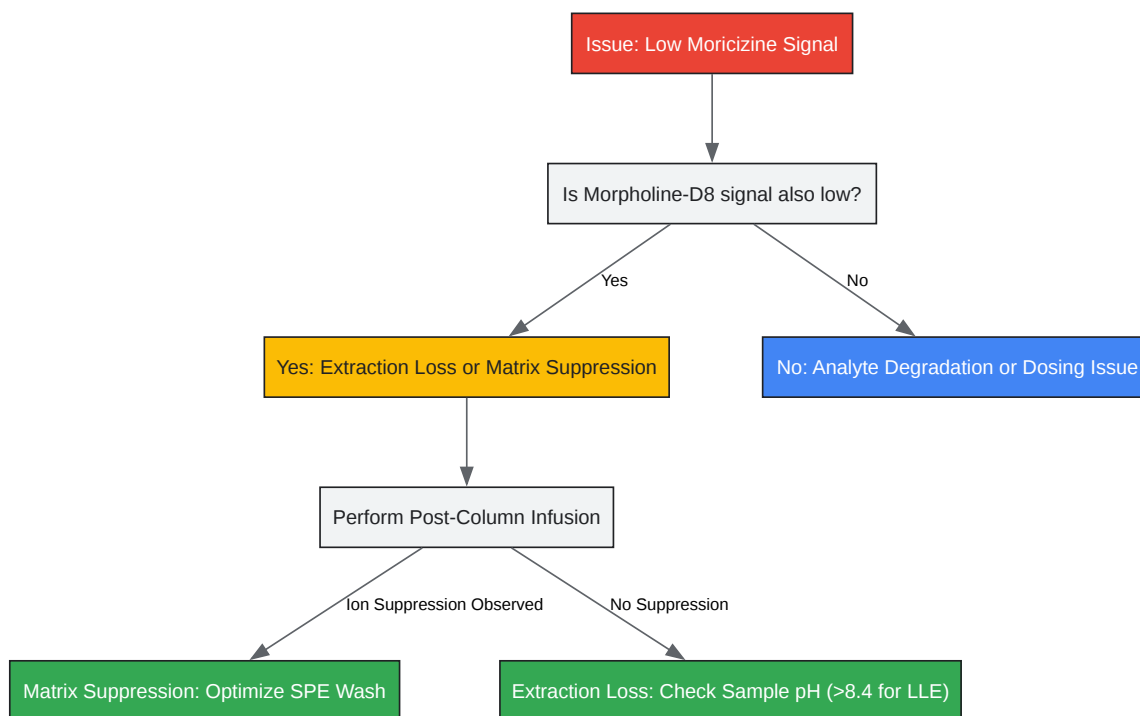 Issue: Low Moricizine Signal
Is Morpholine-D8 signal also low?
Yes
No
Yes: Extraction Loss or Matrix Suppression
No: Analyte Degradation or Dosing Issue
Perform Post-Column Infusion
Ion Suppression Observed
No Suppression
Matrix Suppression: Optimize SPE Wash
Extraction Loss: Check Sample pH (>8.4 for LLE)